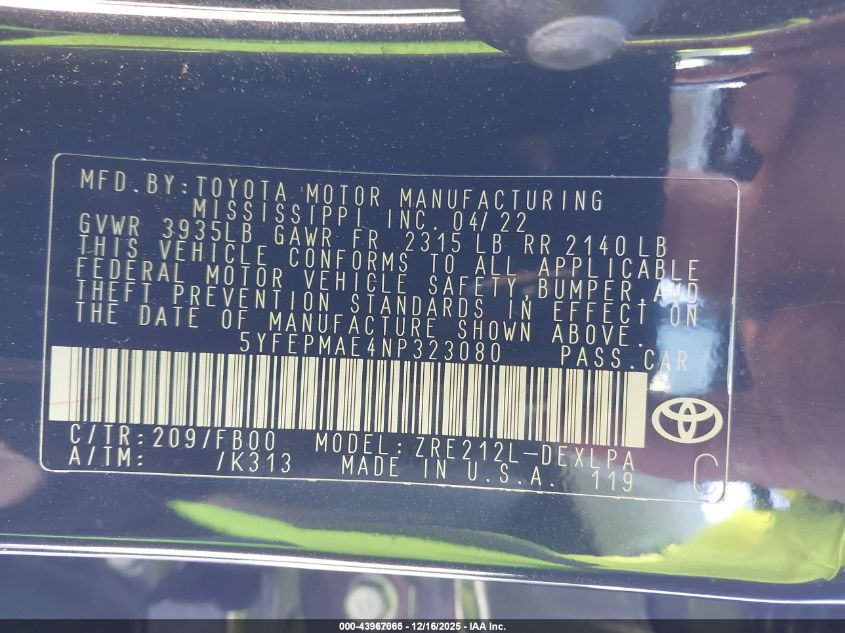 MFD.BY:TOYOTA MOTOR MANUFACTURING
MISSISSIPPI INC. 04/22
GVWR 3935LB GAWR FR 2315 LB RR 2140 LB
THIS VEHICLE CONFORMS TO ALL APPLICABLE
FEDERAL MOTOR VEHICLE SAFETY,BUMPER,AND
THEFT PREVENTION STANDARDS IN EFFECT ON
THE DATE OF MANUFACTURE SHOWN ABOVE.
5YFEPMAE4NP323080 PASS.CAR
C/TR:209/FB00 MODEL:ZRE212L-DEXLPA
A/TM: /K313 MADE IN U.S.A. 119
C
000-43967065 - 12/16/2025 - IAA Inc.